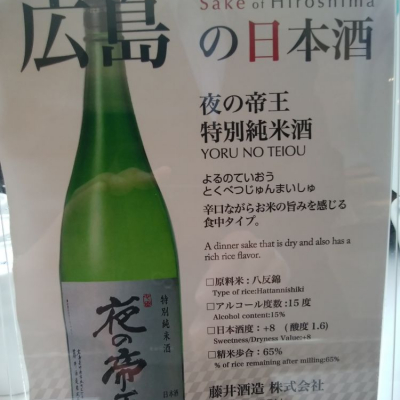 Sake of Hiroshima
広島の日本酒
夜の帝王
特別純米酒
YORU NO TEIOU
よるのていおう
とくべつじゅんまいしゅ
辛口ながらお米の旨みを感じる
食中タイプ。
A dinner sake that is dry and also has a
rich rice flavor.
□原料米:八反錦
Type of rice:Hattannishiki
□アルコール度数:15度
Alcohol content:15%
□日本酒度:+8 (酸度1.6)
Sweetness/Dryness Value:+8
□精米歩合:65%
% of rice remaining after milling:65%
藤井酒造 株式会社
特別純米酒
夜の帝王
日本酒